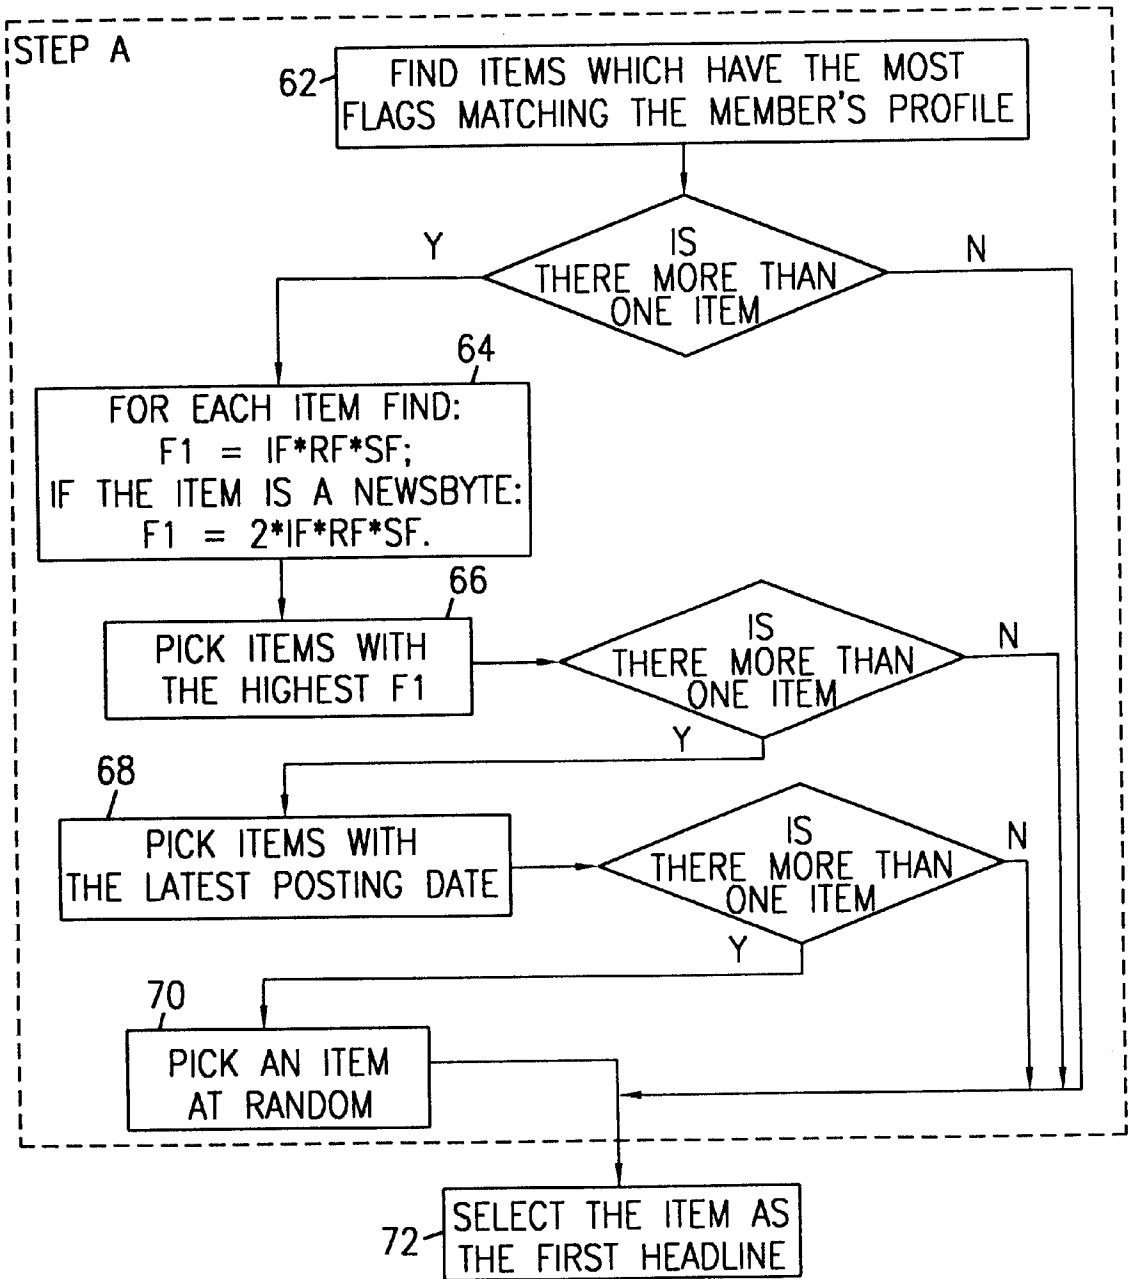 STEP A
62
FIND ITEMS WHICH HAVE THE MOST
FLAGS MATCHING THE MEMBER'S PROFILE
IS
THERE MORE THAN
ONE ITEM
Y
N
64
FOR EACH ITEM FIND:
F1 = IF*RF*SF;
IF THE ITEM IS A NEWSBYTE:
F1 = 2*IF*RF*SF.
66
PICK ITEMS WITH
THE HIGHEST F1
IS
THERE MORE THAN
ONE ITEM
N
Y
68
PICK ITEMS WITH
THE LATEST POSTING DATE
IS
THERE MORE THAN
ONE ITEM
N
Y
70
PICK AN ITEM
AT RANDOM
72
SELECT THE ITEM AS
THE FIRST HEADLINE